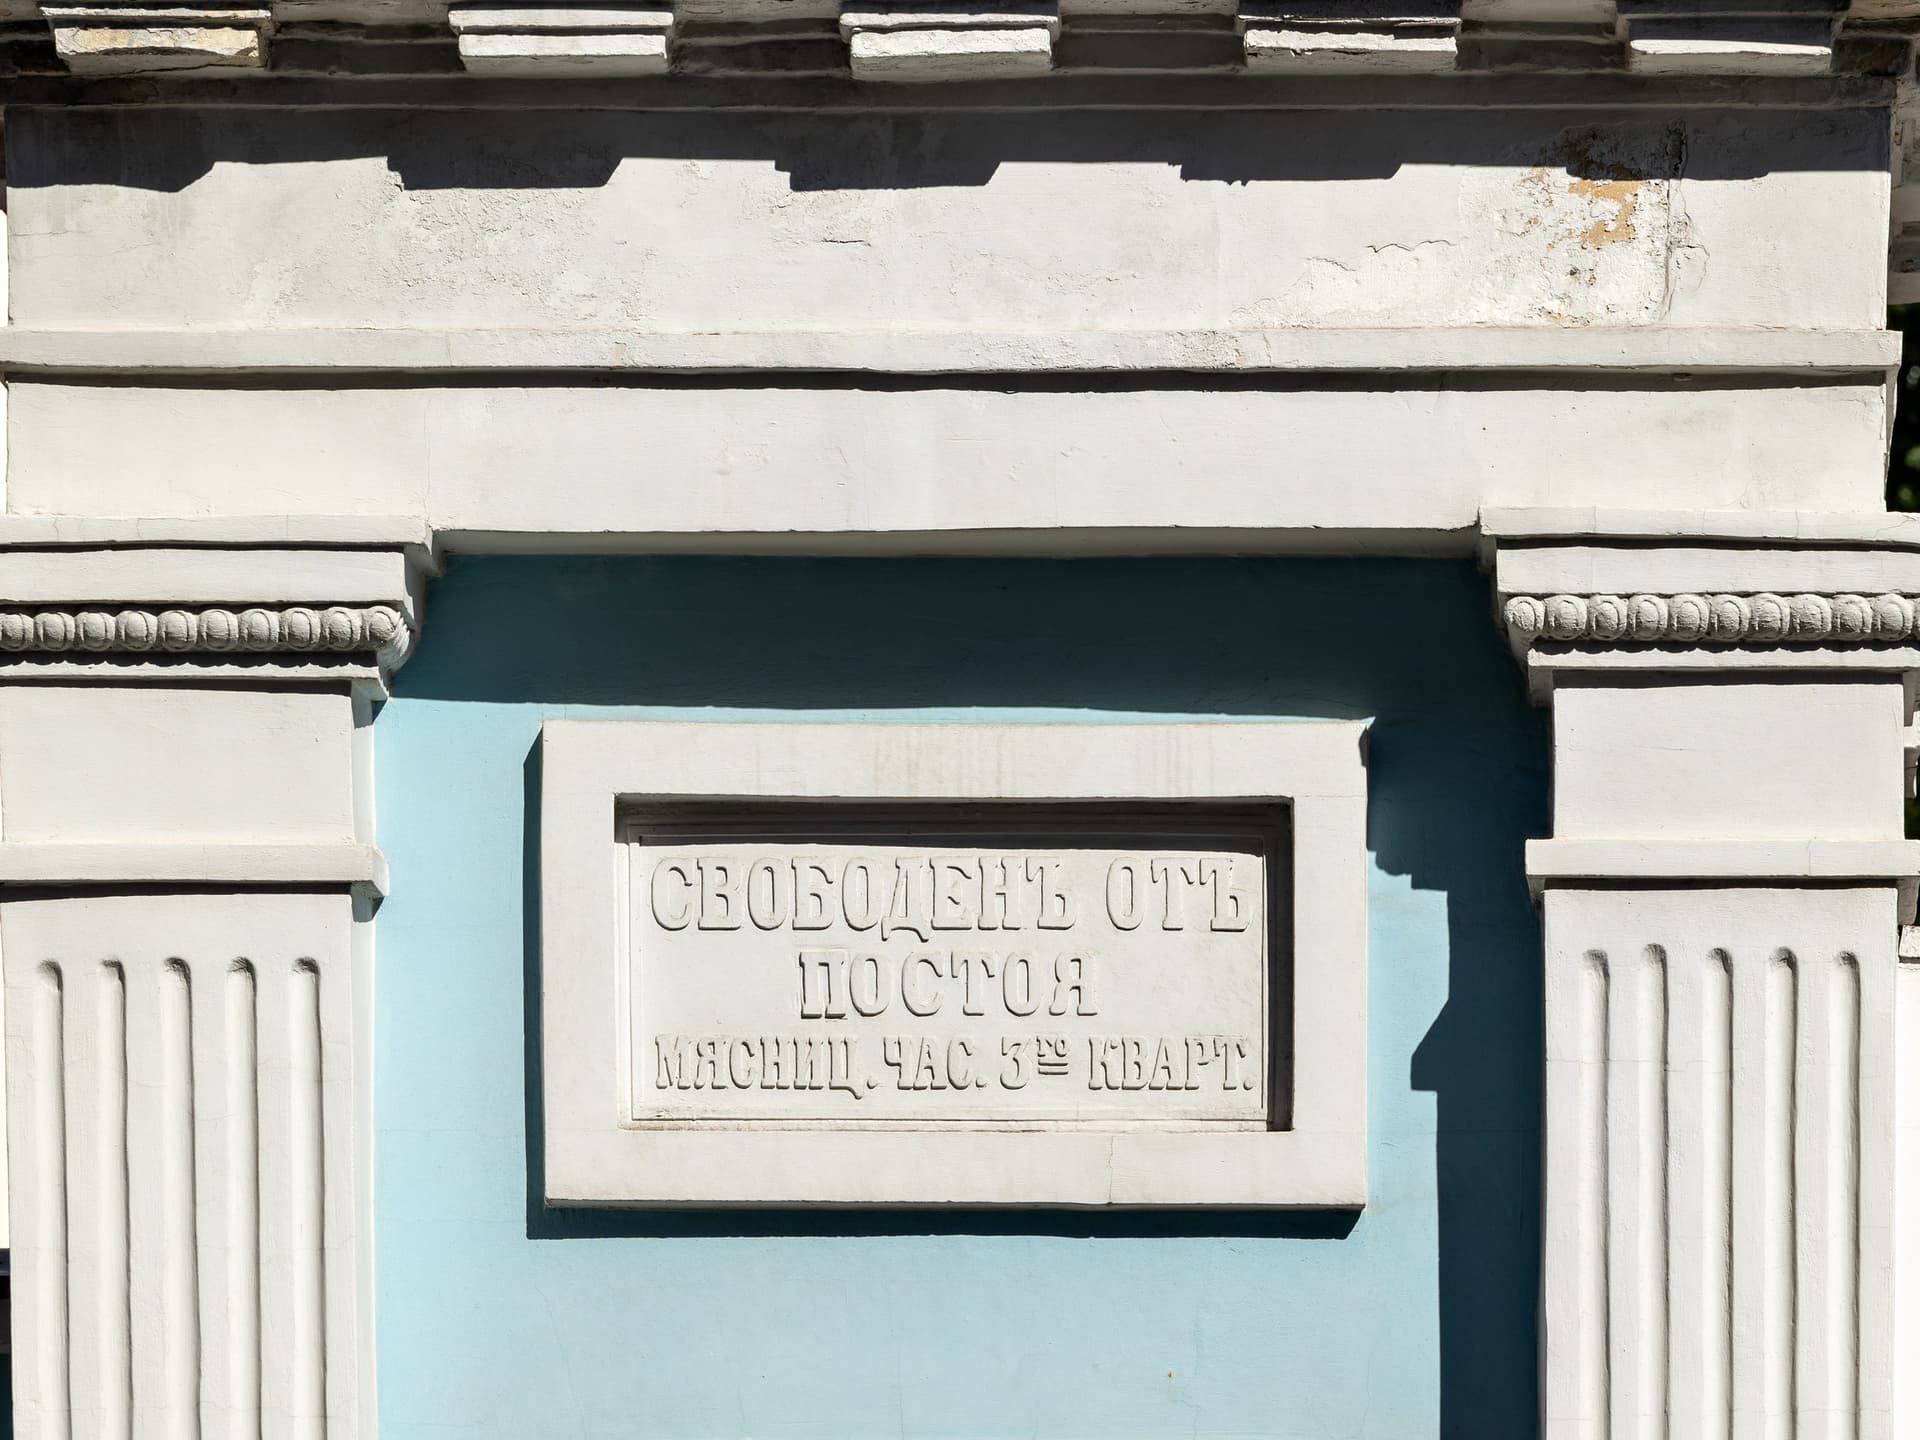 СВОБОДЕНЪ ОТЪ
ПОСТОЯ
МЯСНИЦ. ЧАС. 3го КВАРТ.